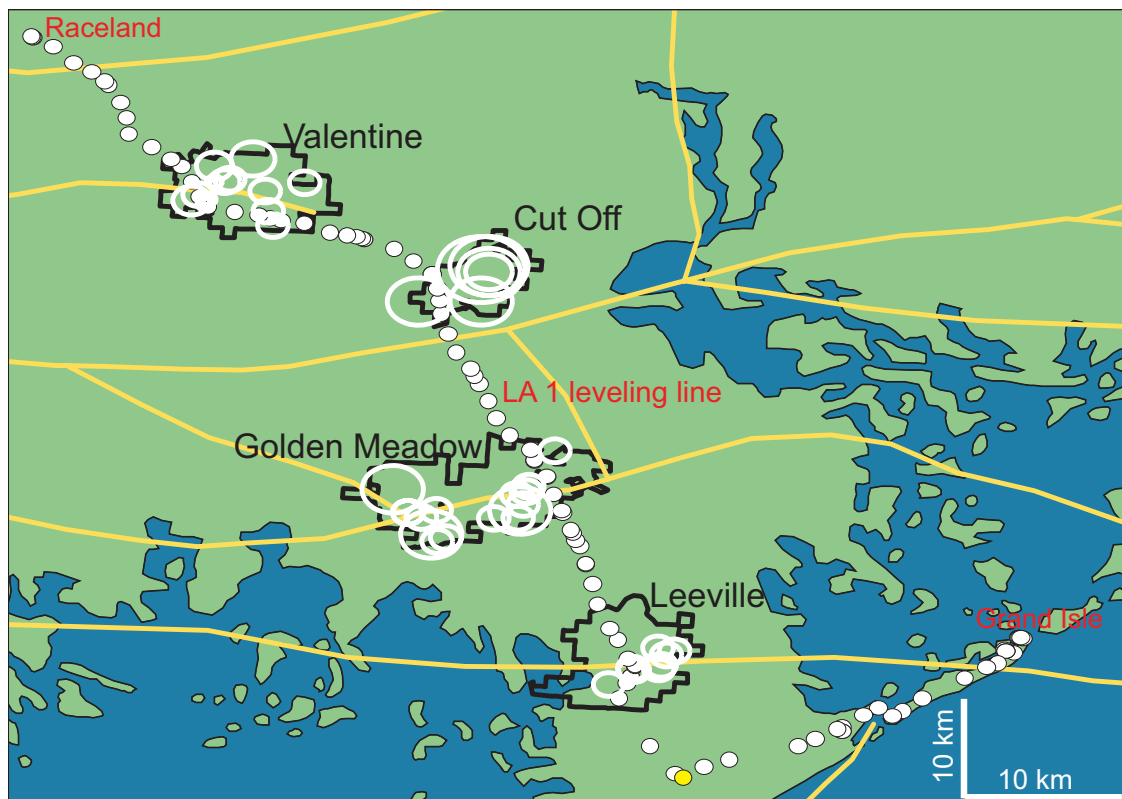 Raceland
Valentine
Cut Off
LA 1 leveling line
Golden Meadow
Leeville
Grand Isle
10 km
10 km